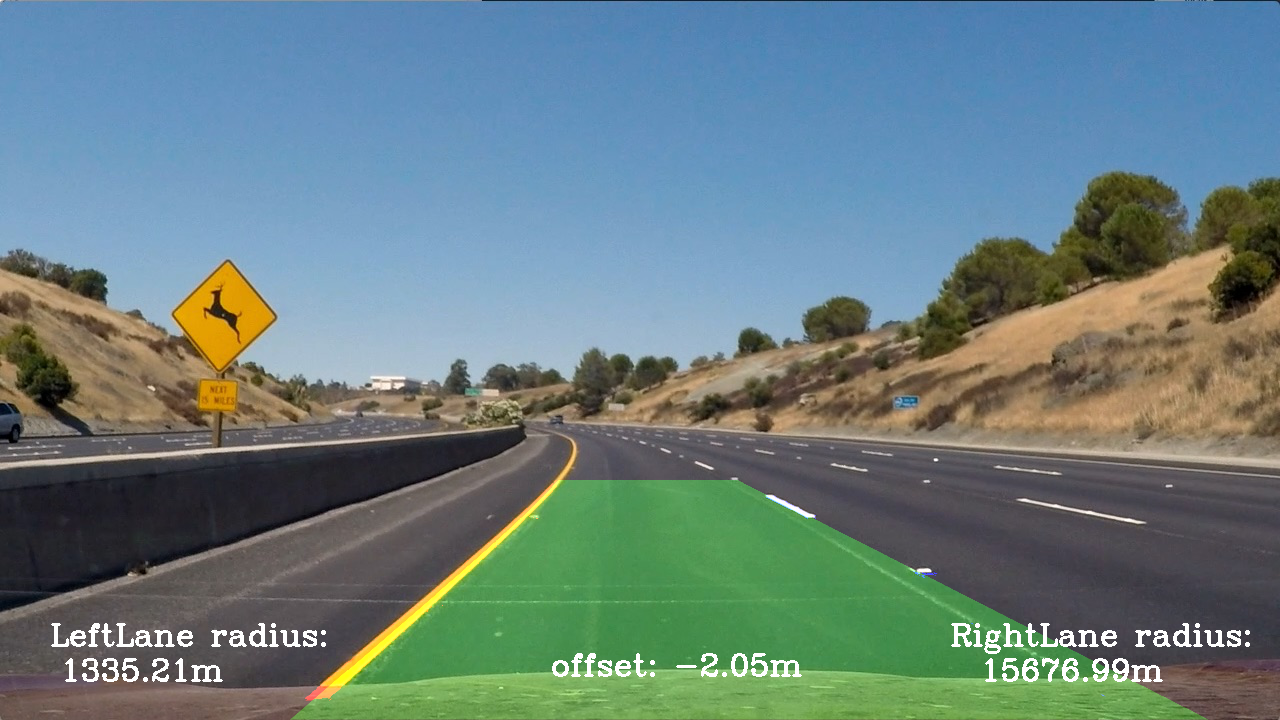 NEXT
15 MILES
LeftLane radius:
1335.21m
offset: -2.05m
RightLane radius:
15676.99m